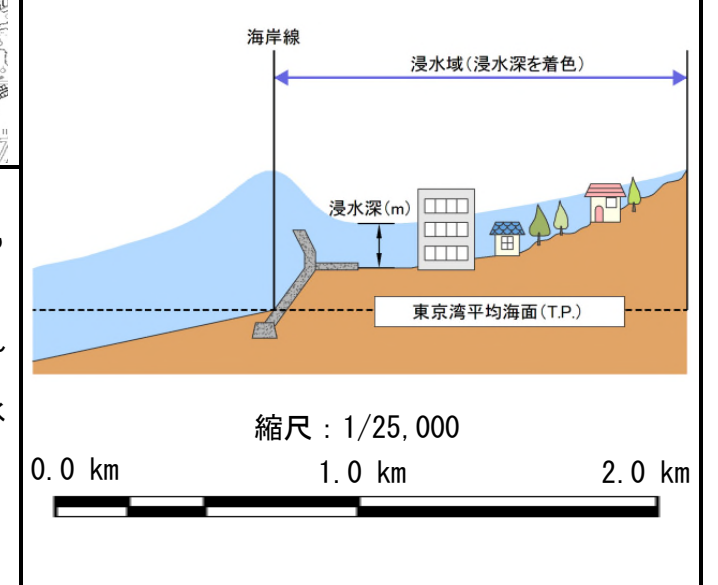 海岸線
浸水域(浸水深を着色)
浸水深(m)
東京湾平均海面(T.P.)
縮尺：1/25,000
0.0 km 1.0 km 2.0 km